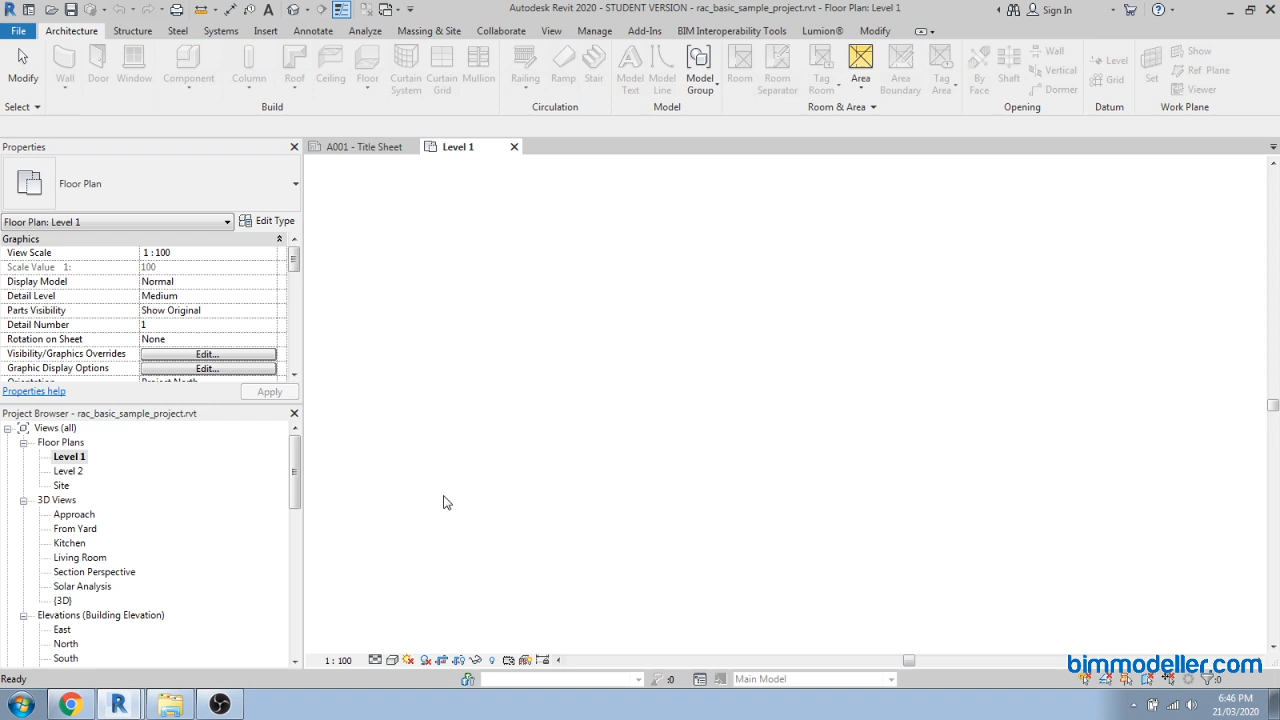 Autodesk Revit 2020 - STUDENT VERSION - rac_basic_sample_project.rvt - Floor Plan: Level 1
Sign In
File
Architecture
Structure
Steel
Systems
Insert
Annotate
Analyze
Massing & Site
Collaborate
View
Manage
Add-Ins
BIM Interoperability Tools
Lumion®
Modify
Modify
Wall
Door
Window
Component
Column
Roof
Ceiling
Floor
Curtain System
Curtain Grid
Mullion
Railing
Ramp
Stair
Model Text
Model Line
Model Group
Room
Room Separator
Tag Room
Area
Area Boundary
Tag Area
By Face
Shaft
Wall
Vertical
Dormer
Level
Grid
Set
Show
Ref Plane
Viewer
Select
Build
Circulation
Model
Room & Area
Opening
Datum
Work Plane
Properties
A001 - Title Sheet
Level 1
Floor Plan
Floor Plan: Level 1
Edit Type
Graphics
View Scale 1 : 100
Scale Value 1: 100
Display Model Normal
Detail Level Medium
Parts Visibility Show Original
Detail Number 1
Rotation on Sheet None
Visibility/Graphics Overrides Edit...
Graphic Display Options Edit...
Orientation Project North
Properties help
Apply
Project Browser - rac_basic_sample_project.rvt
Views (all)
Floor Plans
Level 1
Level 2
Site
3D Views
Approach
From Yard
Kitchen
Living Room
Section Perspective
Solar Analysis
{3D}
Elevations (Building Elevation)
East
North
South
1 : 100
bimmodeller.com
Ready
:0
Main Model
:0
6:46 PM
21/03/2020